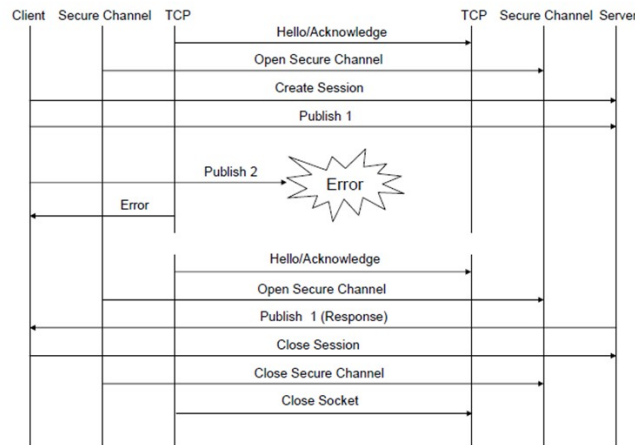 Client Secure Channel TCP TCP Secure Channel Server
Hello/Acknowledge
Open Secure Channel
Create Session
Publish 1
Publish 2
Error
Error
Hello/Acknowledge
Open Secure Channel
Publish 1 (Response)
Close Session
Close Secure Channel
Close Socket